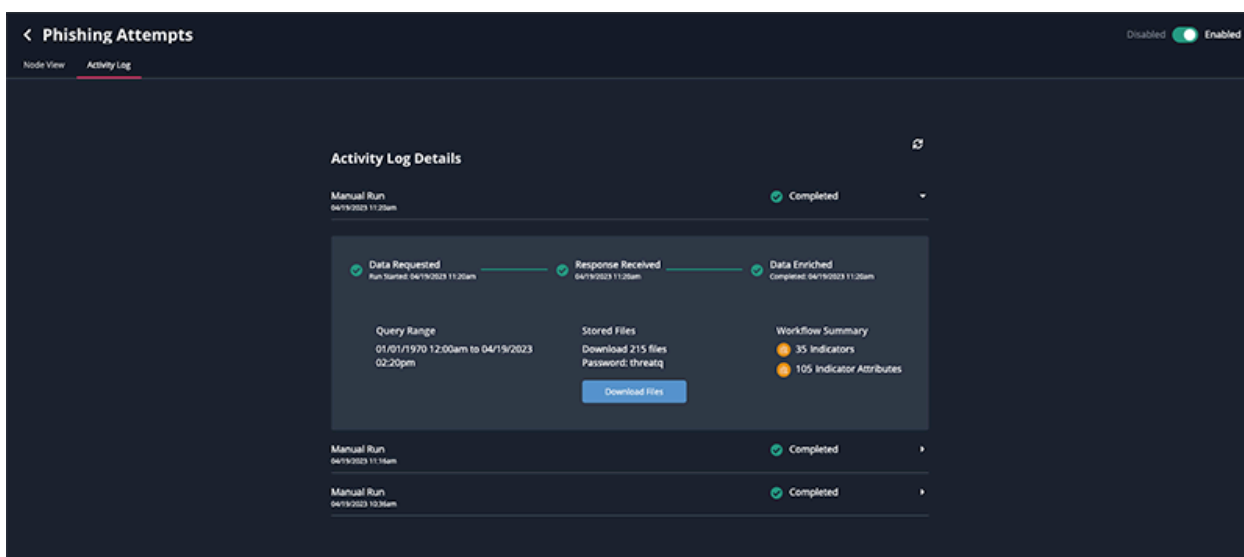 Phishing Attempts
Disabled Enabled
Node View Activity Log
Activity Log Details
Manual Run
04/19/2023 11:20am
Completed
Data Requested
Run Started: 04/19/2023 11:20am
Response Received
04/19/2023 11:20am
Data Enriched
Completed: 04/19/2023 11:20am
Query Range
01/01/1970 12:00am to 04/19/2023
02:20pm
Stored Files
Download 215 files
Password: threatq
Download Files
Workflow Summary
35 Indicators
105 Indicator Attributes
Manual Run
04/19/2023 11:16am
Completed
Manual Run
04/19/2023 10:36am
Completed